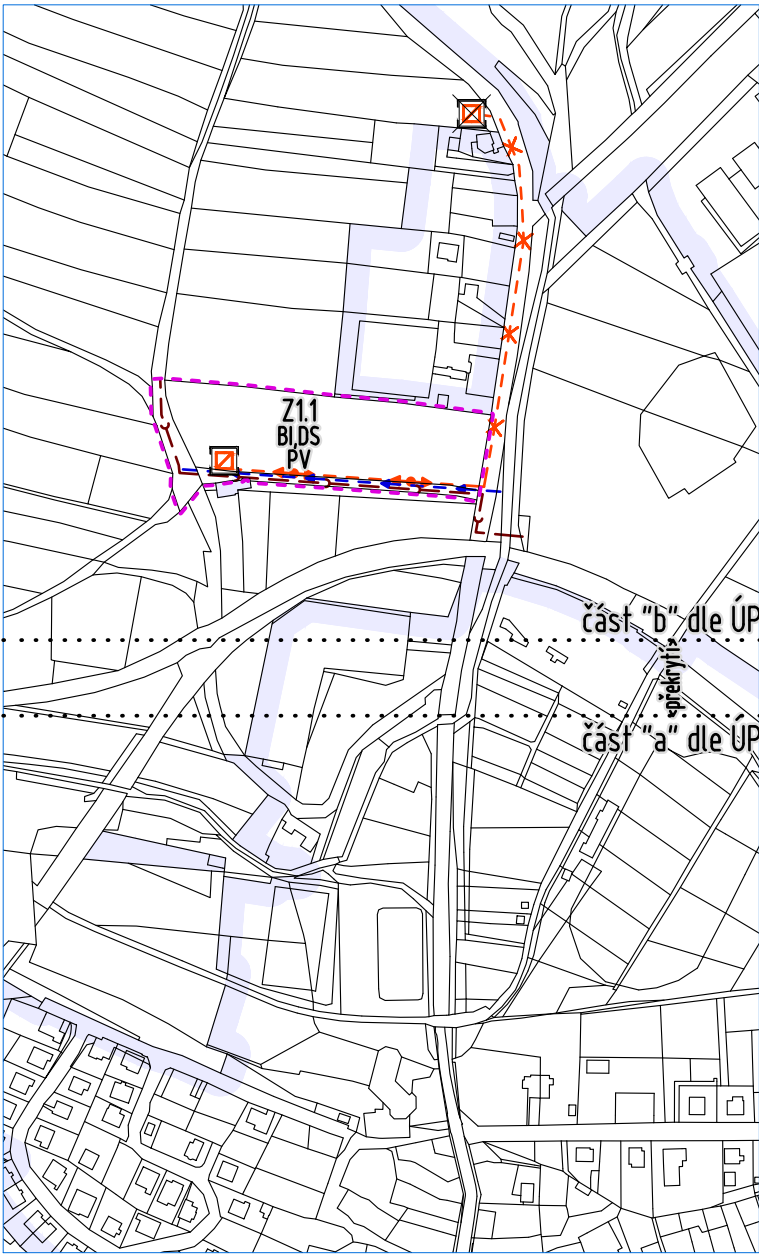 Z1.1
BI,DS
PV
část "b" dle ÚP
<překrytí>
část "a" dle ÚP